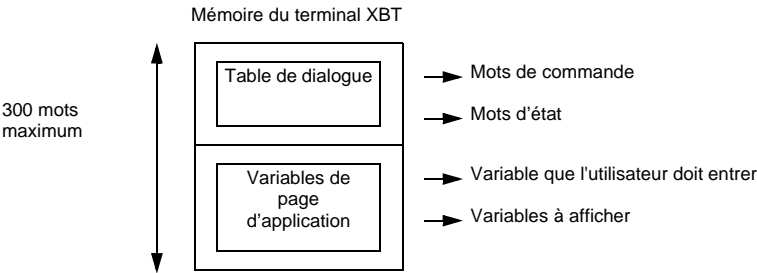 Mémoire du terminal XBT
300 mots
maximum
Table de dialogue
Mots de commande
Mots d'état
Variables de
page
d'application
Variable que l'utilisateur doit entrer
Variables à afficher